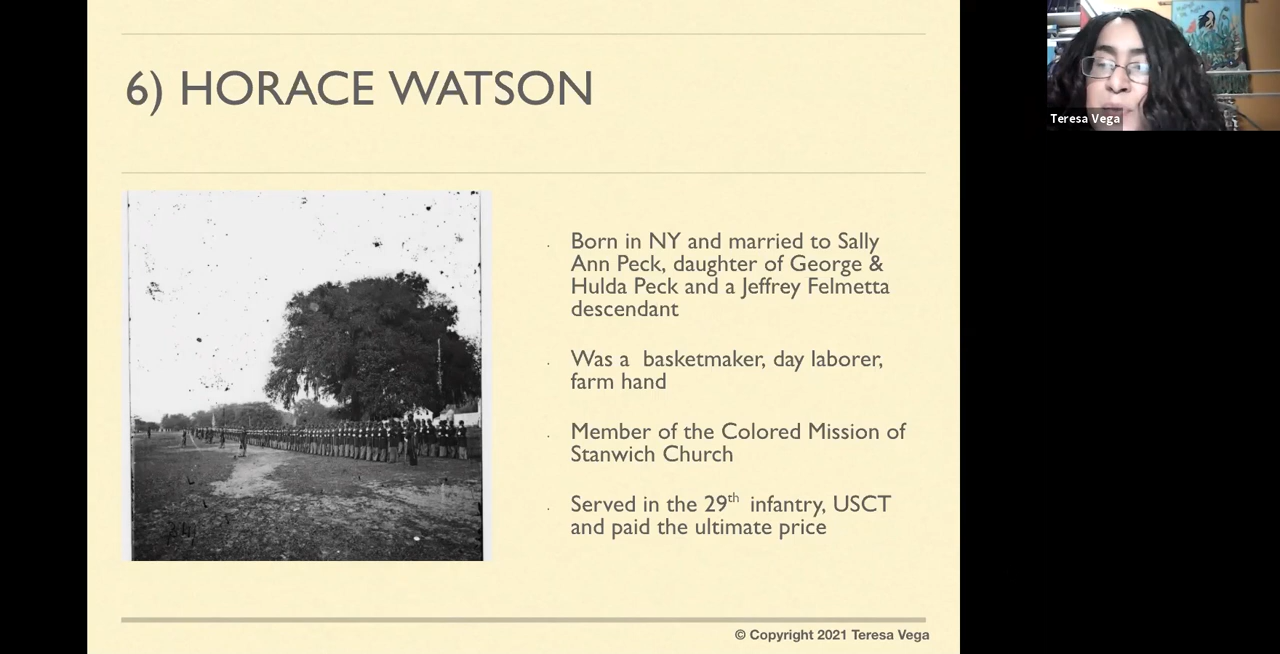 6) HORACE WATSON
Born in NY and married to Sally
Ann Peck, daughter of George &
Hulda Peck and a Jeffrey Felmetta
descendant
Was a basketmaker, day laborer,
farm hand
Member of the Colored Mission of
Stanwich Church
Served in the 29th infantry, USCT
and paid the ultimate price
© Copyright 2021 Teresa Vega
Teresa Vega